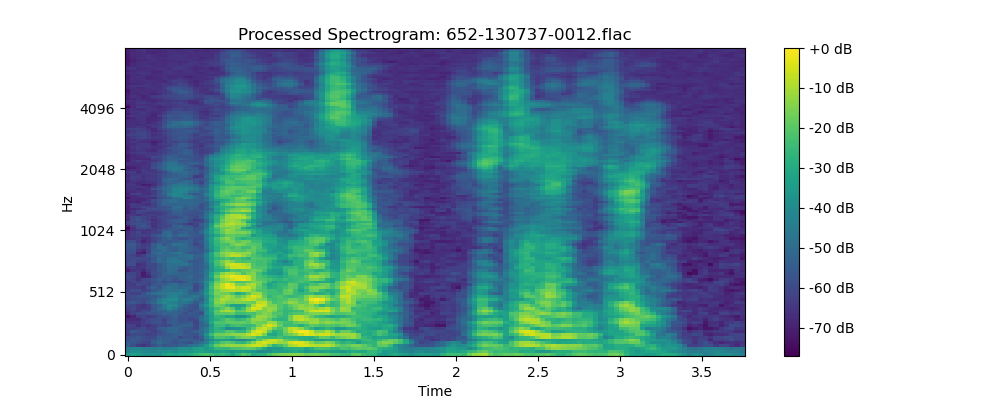 Processed Spectrogram: 652-130737-0012.flac
Hz
4096
2048
1024
512
0
0 0.5 1 1.5 2 2.5 3 3.5
Time
+0 dB
-10 dB
-20 dB
-30 dB
-40 dB
-50 dB
-60 dB
-70 dB